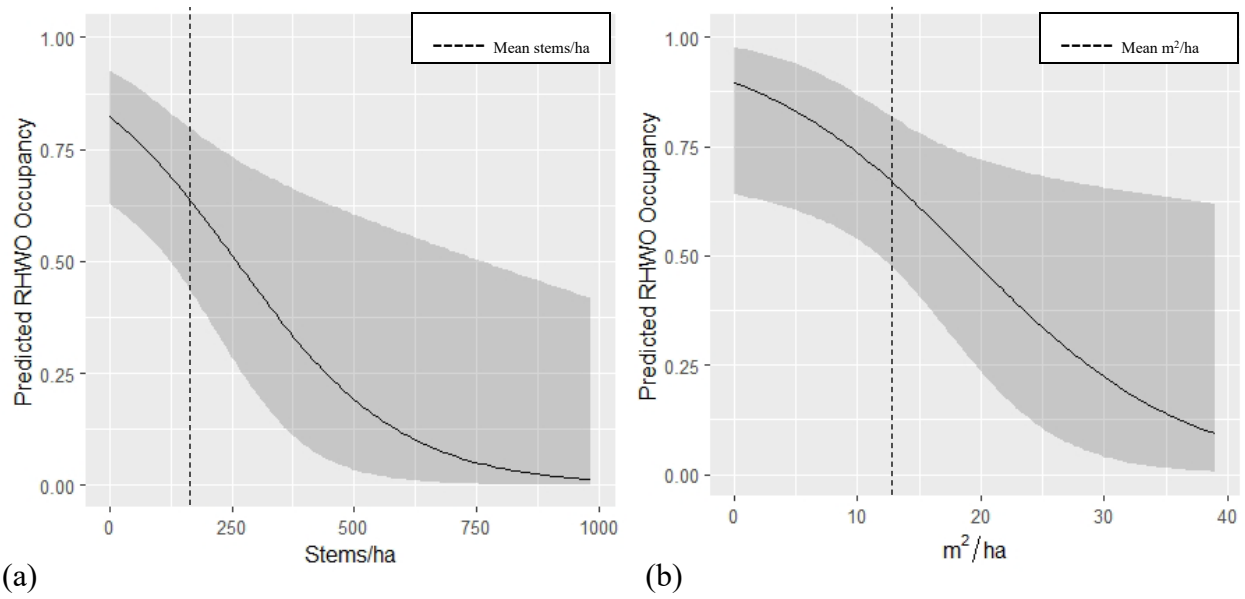 Mean stems/ha
1.00
0.75
0.50
0.25
0.00
Predicted RHWO Occupancy
0 250 500 750 1000
Stems/ha
(a)
Mean m²/ha
1.00
0.75
0.50
0.25
0.00
Predicted RHWO Occupancy
0 10 20 30 40
m²/ha
(b)